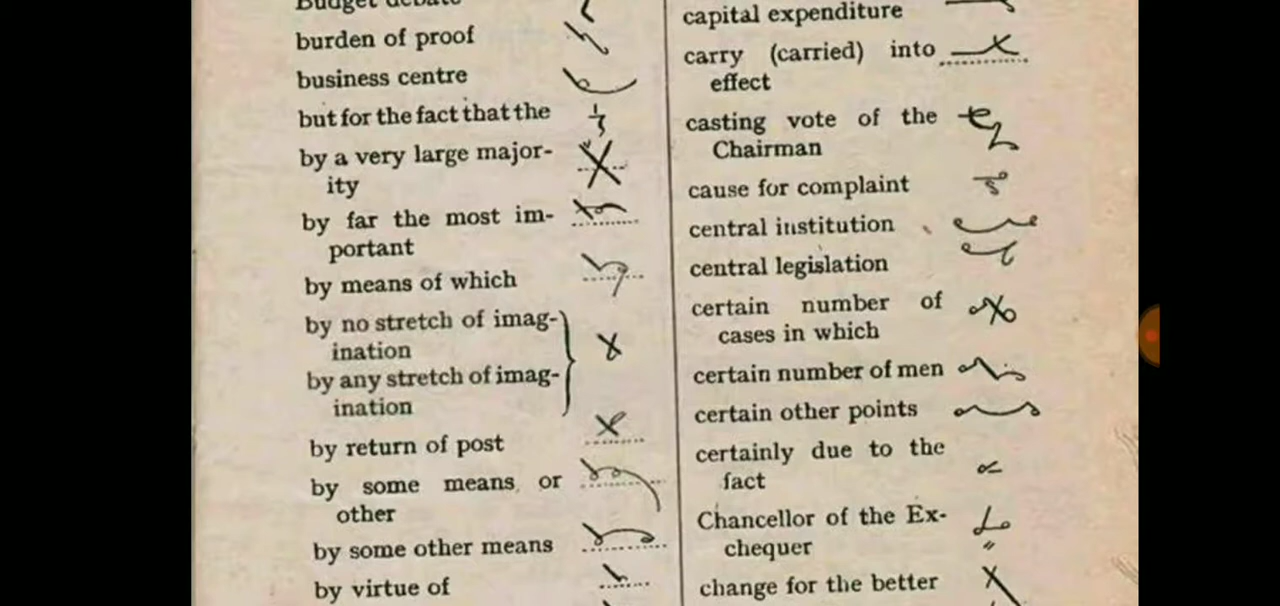 Budget debate
burden of proof
business centre
but for the fact that the
by a very large major-
ity
by far the most im-
portant
by means of which
by no stretch of imag-
ination
by any stretch of imag-
ination
by return of post
by some means or
other
by some other means
by virtue of
capital expenditure
carry (carried) into
effect
casting vote of the
Chairman
cause for complaint
central institution
central legislation
certain number of
cases in which
certain number of men
certain other points
certainly due to the
fact
Chancellor of the Ex-
chequer
change for the better